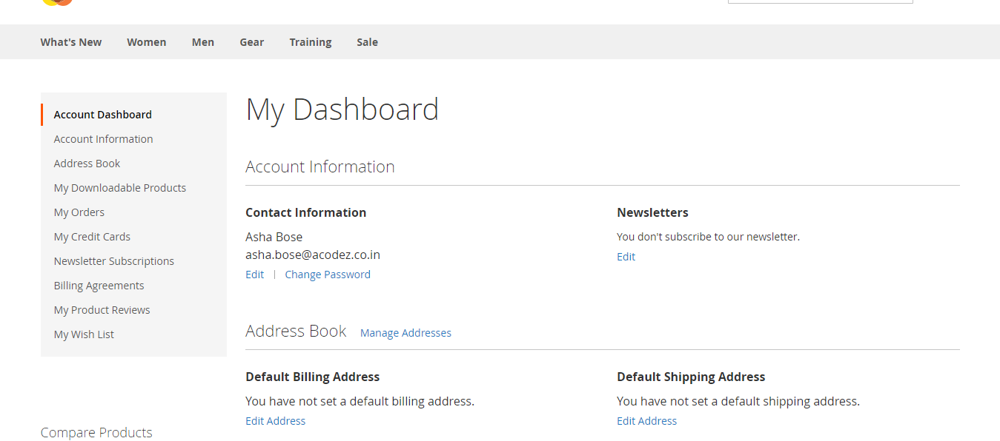 What's New Women Men Gear Training Sale
Account Dashboard
Account Information
Address Book
My Downloadable Products
My Orders
My Credit Cards
Newsletter Subscriptions
Billing Agreements
My Product Reviews
My Wish List
Compare Products
My Dashboard
Account Information
Contact Information
Asha Bose
asha.bose@acodez.co.in
Edit | Change Password
Newsletters
You don't subscribe to our newsletter.
Edit
Address Book Manage Addresses
Default Billing Address
You have not set a default billing address.
Edit Address
Default Shipping Address
You have not set a default shipping address.
Edit Address